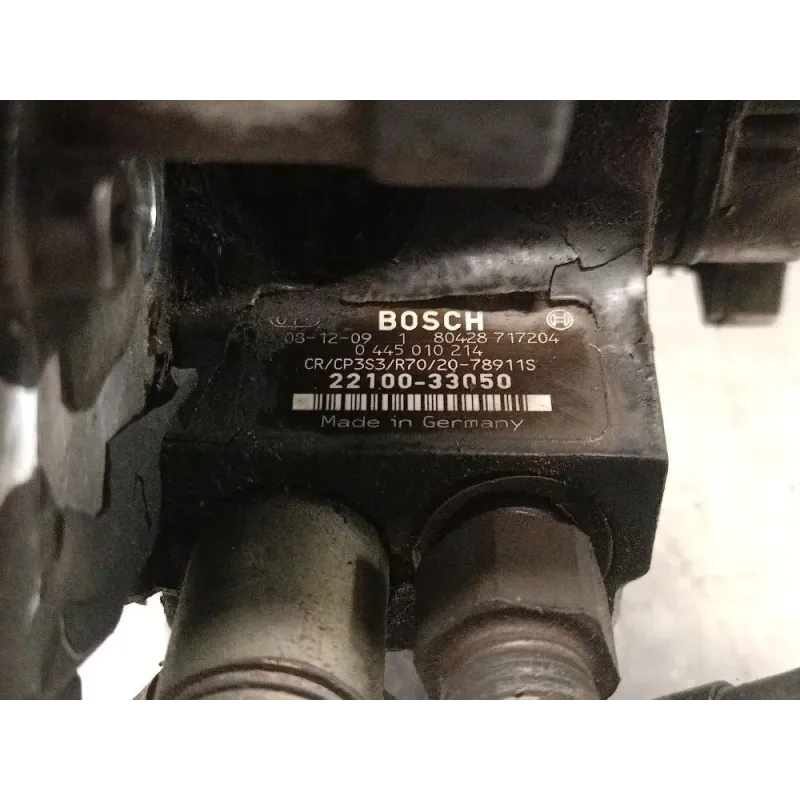 BOSCH
08-12-09 1 80428 717204
0 445 010 214
CR/CP3S3/R70/20-78911S
22100-33050
Made in Germany